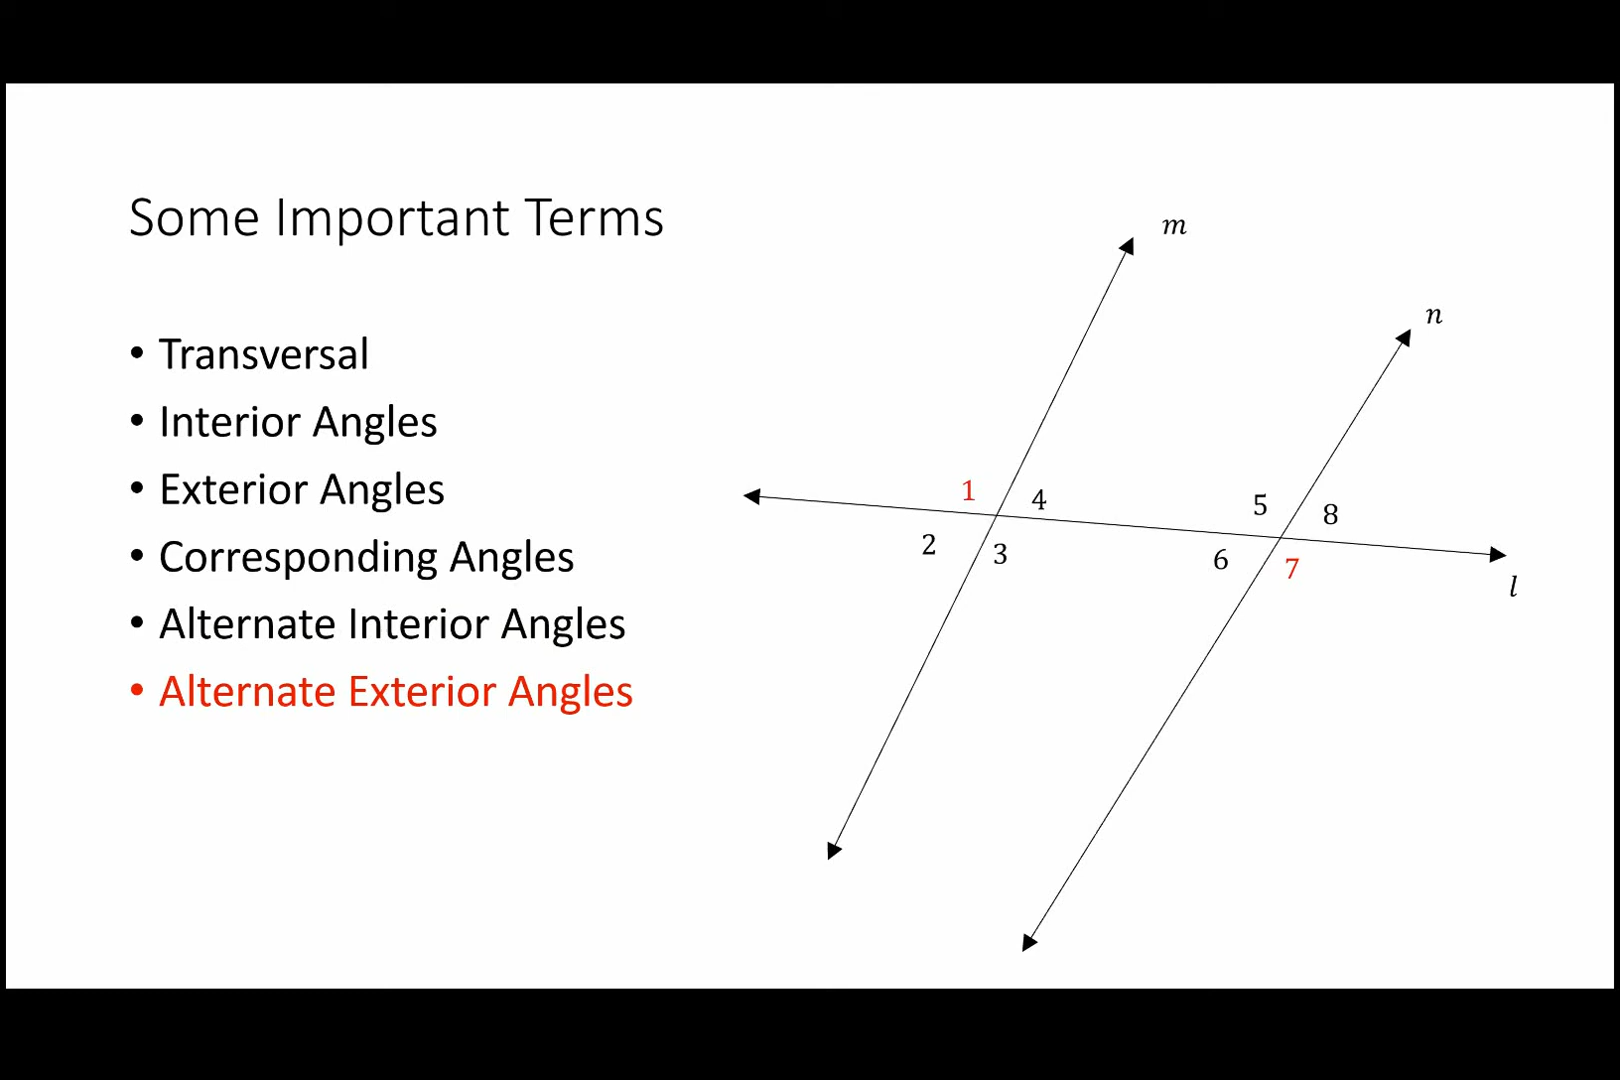 Some Important Terms
• Transversal
• Interior Angles
• Exterior Angles
• Corresponding Angles
• Alternate Interior Angles
• Alternate Exterior Angles
m
n
1
4
5
8
2
3
6
7
l